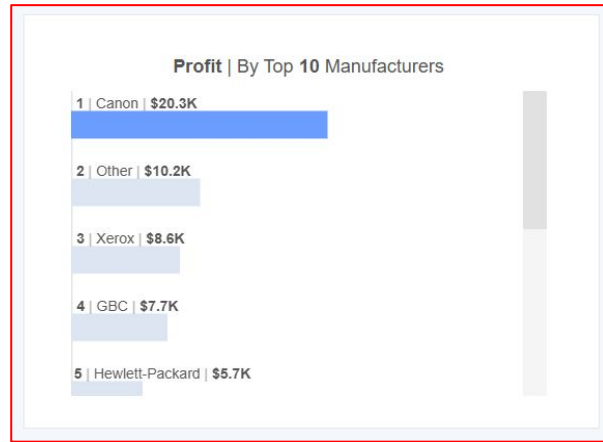 Profit | By Top 10 Manufacturers
1 | Canon | $20.3K
2 | Other | $10.2K
3 | Xerox | $8.6K
4 | GBC | $7.7K
5 | Hewlett-Packard | $5.7K